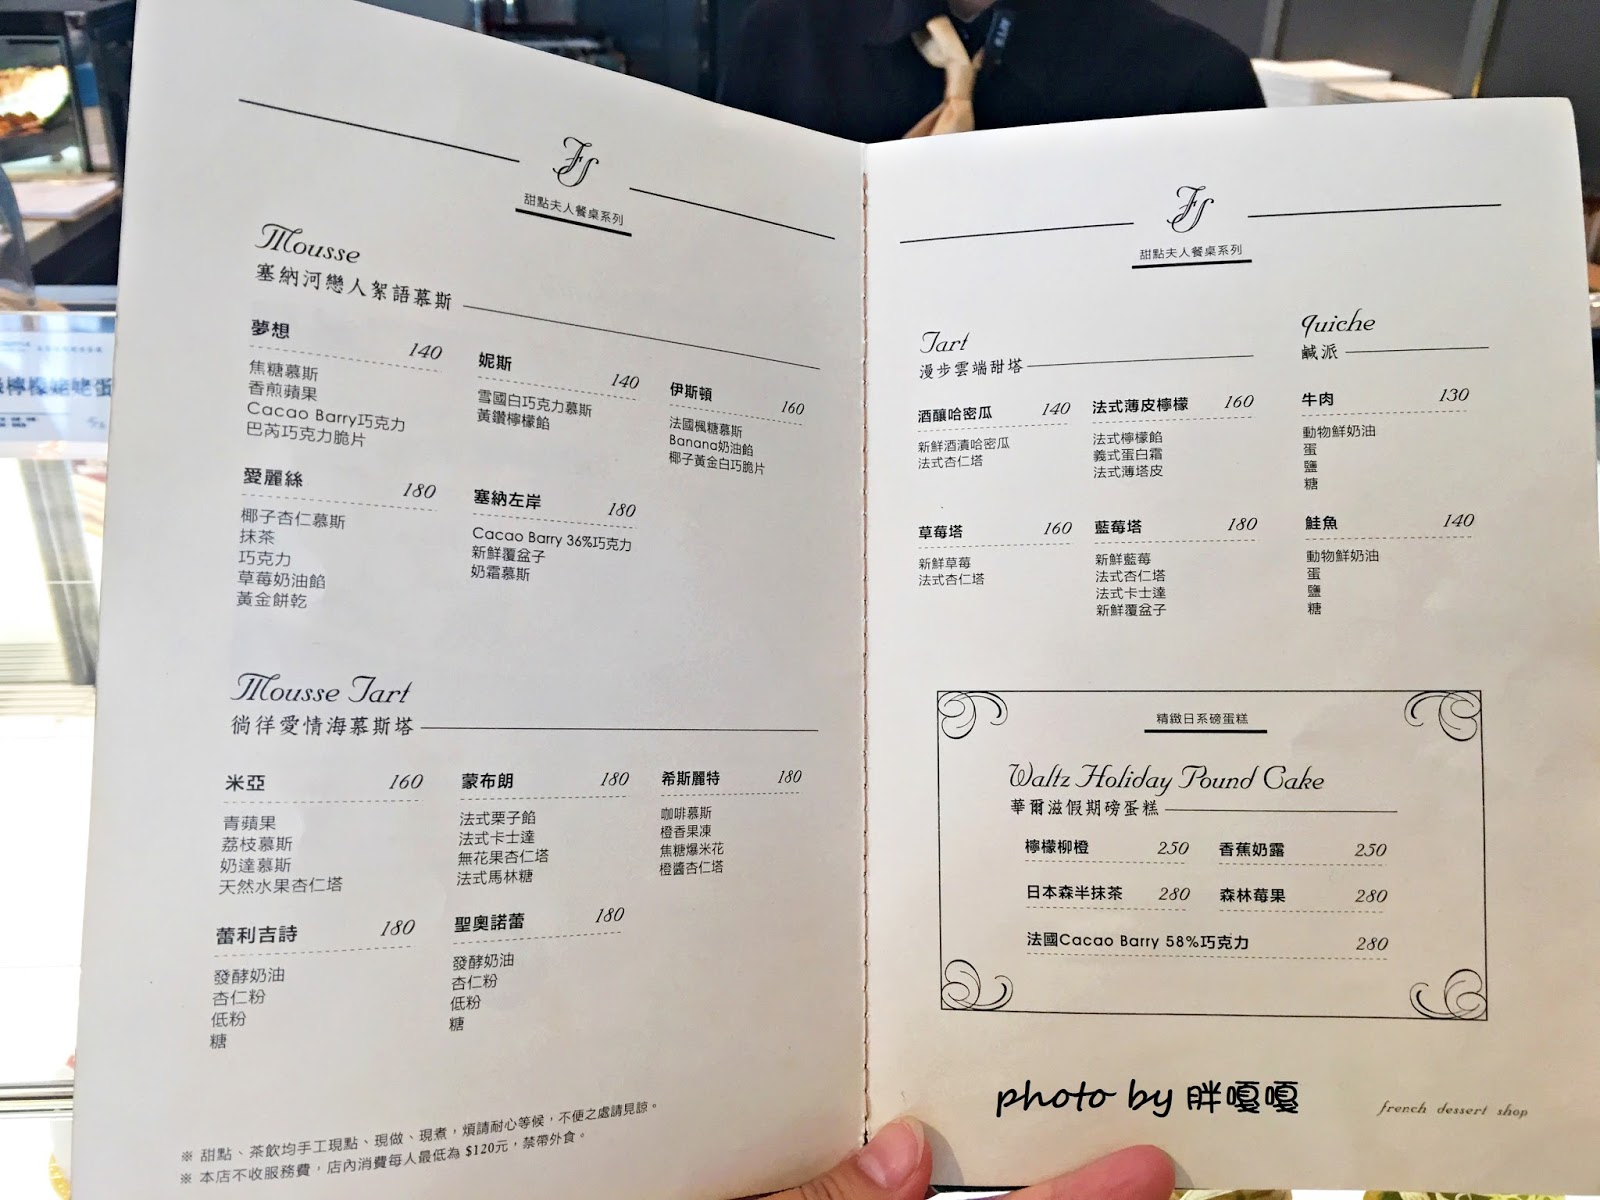 FS
甜點夫人餐桌系列
Mousse
塞納河戀人絮語慕斯
夢想 140
焦糖慕斯
香煎蘋果
Cacao Barry巧克力
巴芮巧克力脆片
妮斯 140
雪國白巧克力慕斯
黃鑽檸檬餡
伊斯頓 160
法國楓糖慕斯
Banana奶油餡
椰子黃金白巧脆片
愛麗絲 180
椰子杏仁慕斯
抹茶
巧克力
草莓奶油餡
黃金餅乾
塞納左岸 180
Cacao Barry 36%巧克力
新鮮覆盆子
奶霜慕斯
Mousse Tart
徜徉愛情海慕斯塔
米亞 160
青蘋果
荔枝慕斯
奶達慕斯
天然水果杏仁塔
蒙布朗 180
法式栗子餡
法式卡士達
無花果杏仁塔
法式馬林糖
希斯麗特 180
咖啡慕斯
橙香果凍
焦糖爆米花
橙醬杏仁塔
蕾利吉詩 180
發酵奶油
杏仁粉
低粉
糖
聖奧諾蕾 180
發酵奶油
杏仁粉
低粉
糖
※ 甜點、茶飲均手工現點、現做、現煮，煩請耐心等候，不便之處請見諒。
※ 本店不收服務費，店內消費每人最低為 $120元，禁帶外食。
FS
甜點夫人餐桌系列
Tart
漫步雲端甜塔
酒釀哈密瓜 140
新鮮酒漬哈密瓜
法式杏仁塔
法式薄皮檸檬 160
法式檸檬餡
義式蛋白霜
法式薄塔皮
草莓塔 160
新鮮草莓
法式杏仁塔
藍莓塔 180
新鮮藍莓
法式杏仁塔
法式卡士達
新鮮覆盆子
Quiche
鹹派
牛肉 130
動物鮮奶油
蛋
鹽
糖
鮭魚 140
動物鮮奶油
蛋
鹽
糖
精緻日系磅蛋糕
Waltz Holiday Pound Cake
華爾滋假期磅蛋糕
檸檬柳橙 250
香蕉奶露 250
日本森半抹茶 280
森林莓果 280
法國Cacao Barry 58%巧克力 280
photo by 胖嘎嘎
french dessert shop